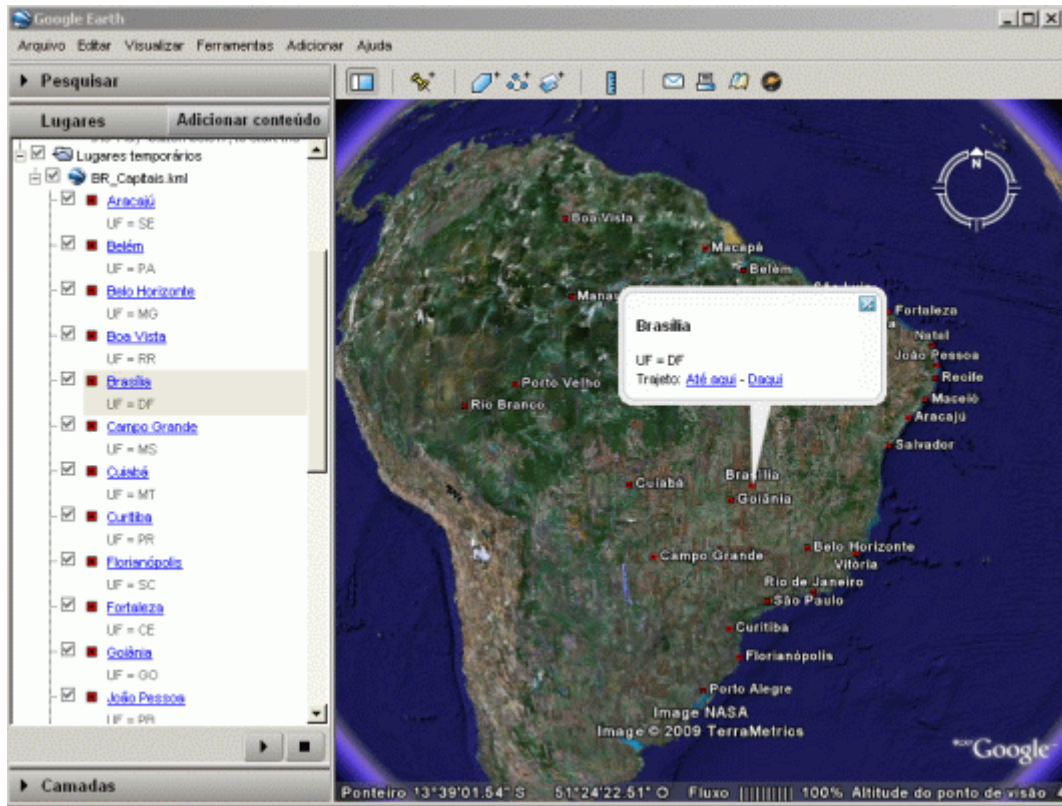 Google Earth
Arquivo Editar Visualizar Ferramentas Adicionar Ajuda
Pesquisar
Lugares Adicionar conteúdo
Lugares temporários
BR_Capitais.kml
Aracajú
UF = SE
Belém
UF = PA
Belo Horizonte
UF = MG
Boa Vista
UF = RR
Brasília
UF = DF
Campo Grande
UF = MS
Cuiabá
UF = MT
Curitiba
UF = PR
Florianópolis
UF = SC
Fortaleza
UF = CE
Goiânia
UF = GO
João Pessoa
UF = PB
Camadas
N
Boa Vista
Macapá
Belém
Fortaleza
Natal
João Pessoa
Recife
Maceió
Aracajú
Salvador
Brasília
UF = DF
Trajeto: Até aqui - Daqui
Porto Velho
Rio Branco
Cuiabá
Brasília
Goiânia
Campo Grande
Belo Horizonte
Vitória
Rio de Janeiro
São Paulo
Curitiba
Florianópolis
Porto Alegre
Image NASA
Image © 2009 TerraMetrics
Google
Ponteiro 13°39'01.54" S 51°24'22.51" O Fluxo |||||||||| 100% Altitude do ponto de visão